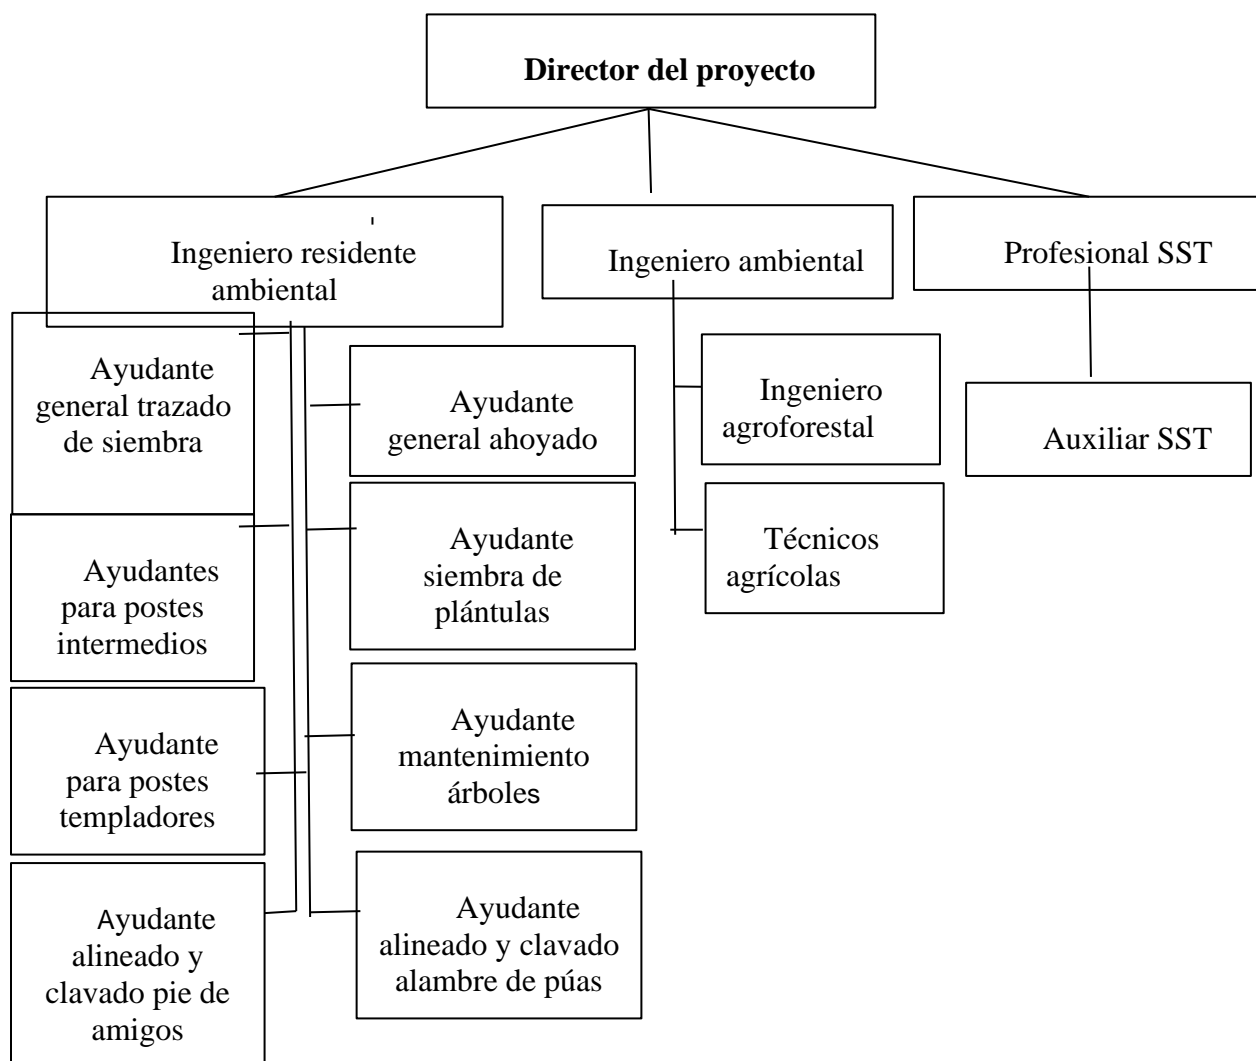 Director del proyecto
Ingeniero residente
ambiental
Ingeniero ambiental
Profesional SST
Ayudante
general trazado
de siembra
Ayudante
general ahoyado
Ingeniero
agroforestal
Auxiliar SST
Ayudantes
para postes
intermedios
Ayudante
siembra de
plántulas
Técnicos
agrícolas
Ayudante
para postes
templadores
Ayudante
mantenimiento
árboles
Ayudante
alineado y
clavado pie de
amigos
Ayudante
alineado y clavado
alambre de púas